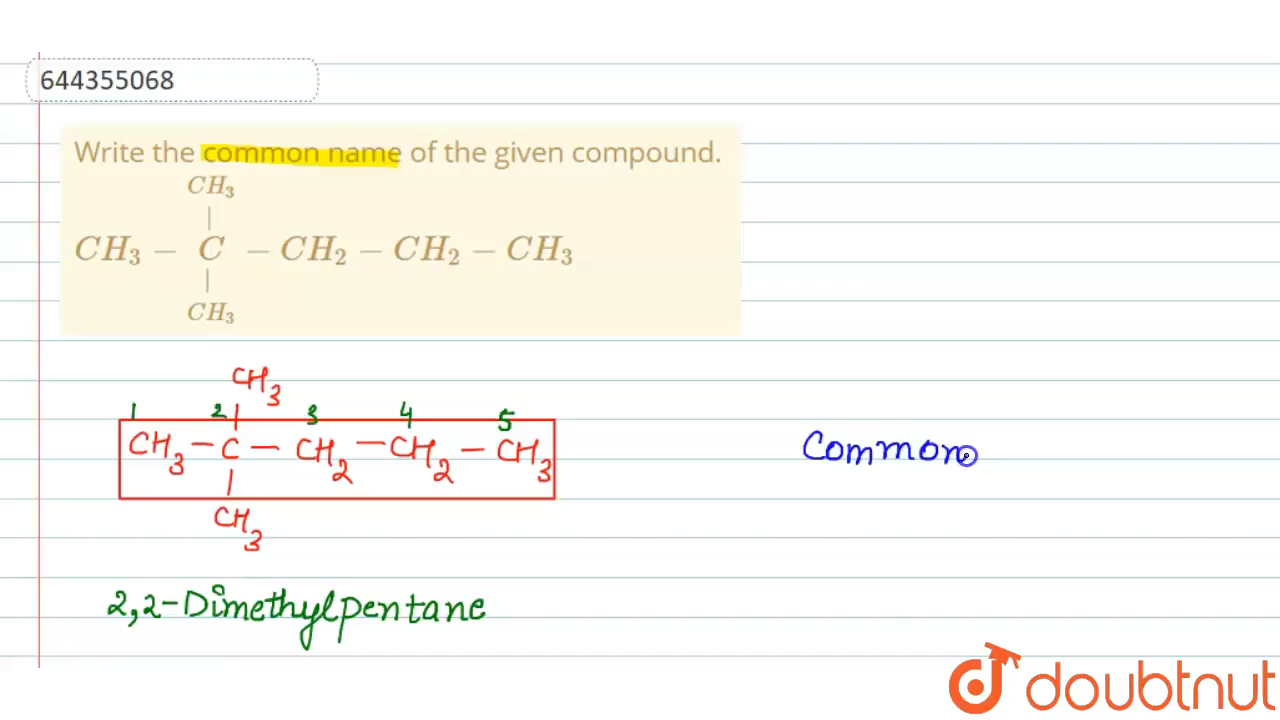 644355068
Write the common name of the given compound.
CH₃
|
CH₃ − C − CH₂ − CH₂ − CH₃
|
CH₃
CH₃
1 2 3 4 5
CH₃ − C − CH₂ − CH₂ − CH₃
CH₃
2,2-Dimethylpentane
Common
doubtnut